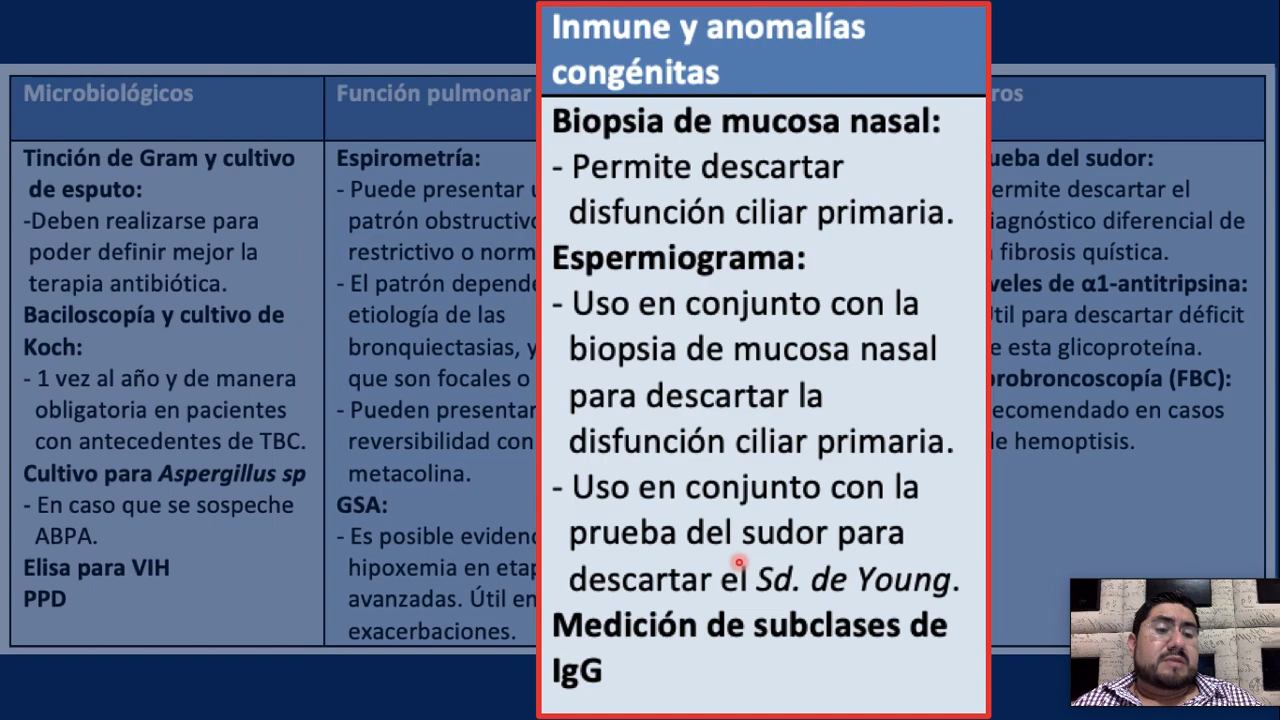 Microbiológicos
Tinción de Gram y cultivo
de esputo:
-Deben realizarse para
poder definir mejor la
terapia antibiótica.
Baciloscopía y cultivo de
Koch:
- 1 vez al año y de manera
obligatoria en pacientes
con antecedentes de TBC.
Cultivo para Aspergillus sp
- En caso que se sospeche
ABPA.
Elisa para VIH
PPD
Función pulmonar
Espirometría:
- Puede presentar
patrón obstructivo
restrictivo o norm
- El patrón depende
etiología de las
bronquiectasias, y
que son focales o
- Pueden presentar
reversibilidad con
metacolina.
GSA:
- Es posible eviden
hipoxemia en eta
avanzadas. Útil en
exacerbaciones.
Inmune y anomalías
congénitas
Biopsia de mucosa nasal:
- Permite descartar
disfunción ciliar primaria.
Espermiograma:
- Uso en conjunto con la
biopsia de mucosa nasal
para descartar la
disfunción ciliar primaria.
- Uso en conjunto con la
prueba del sudor para
descartar el Sd. de Young.
Medición de subclases de
IgG
ros
ueba del sudor:
ermite descartar el
iagnóstico diferencial de
fibrosis quística.
veles de α1-antitripsina:
til para descartar déficit
e esta glicoproteína.
robroncoscopía (FBC):
ecomendado en casos
e hemoptisis.